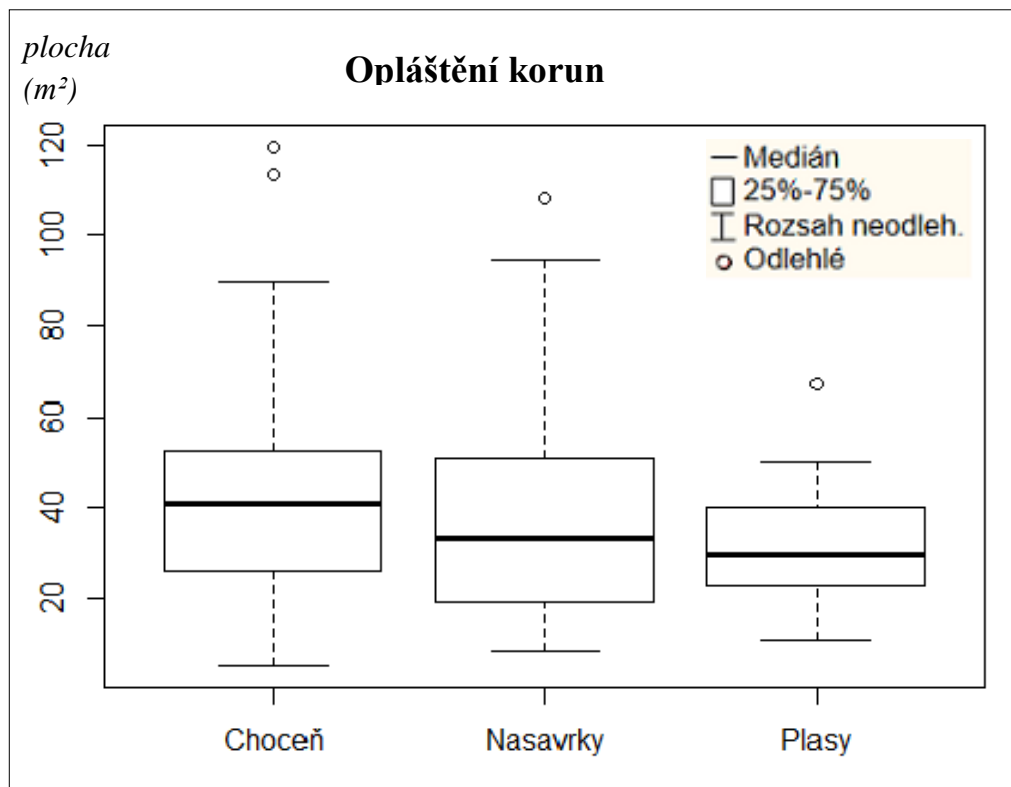 plocha
(m²)
Opláštění korun
120
100
80
60
40
20
Medián
25%-75%
Rozsah neodleh.
Odlehlé
Choceň
Nasavrky
Plasy